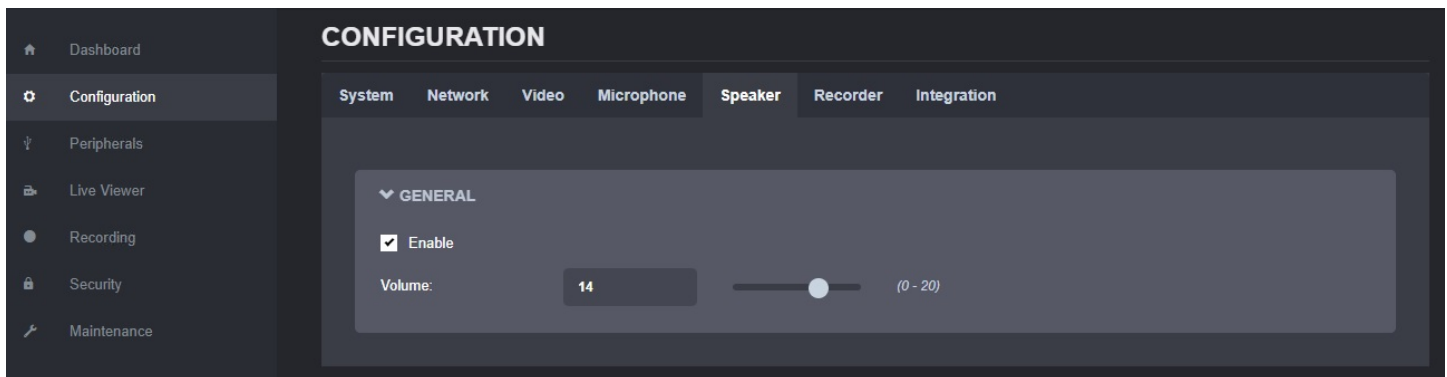 Dashboard
Configuration
Peripherals
Live Viewer
Recording
Security
Maintenance
CONFIGURATION
System Network Video Microphone Speaker Recorder Integration
GENERAL
Enable
Volume: 14 (0 - 20)